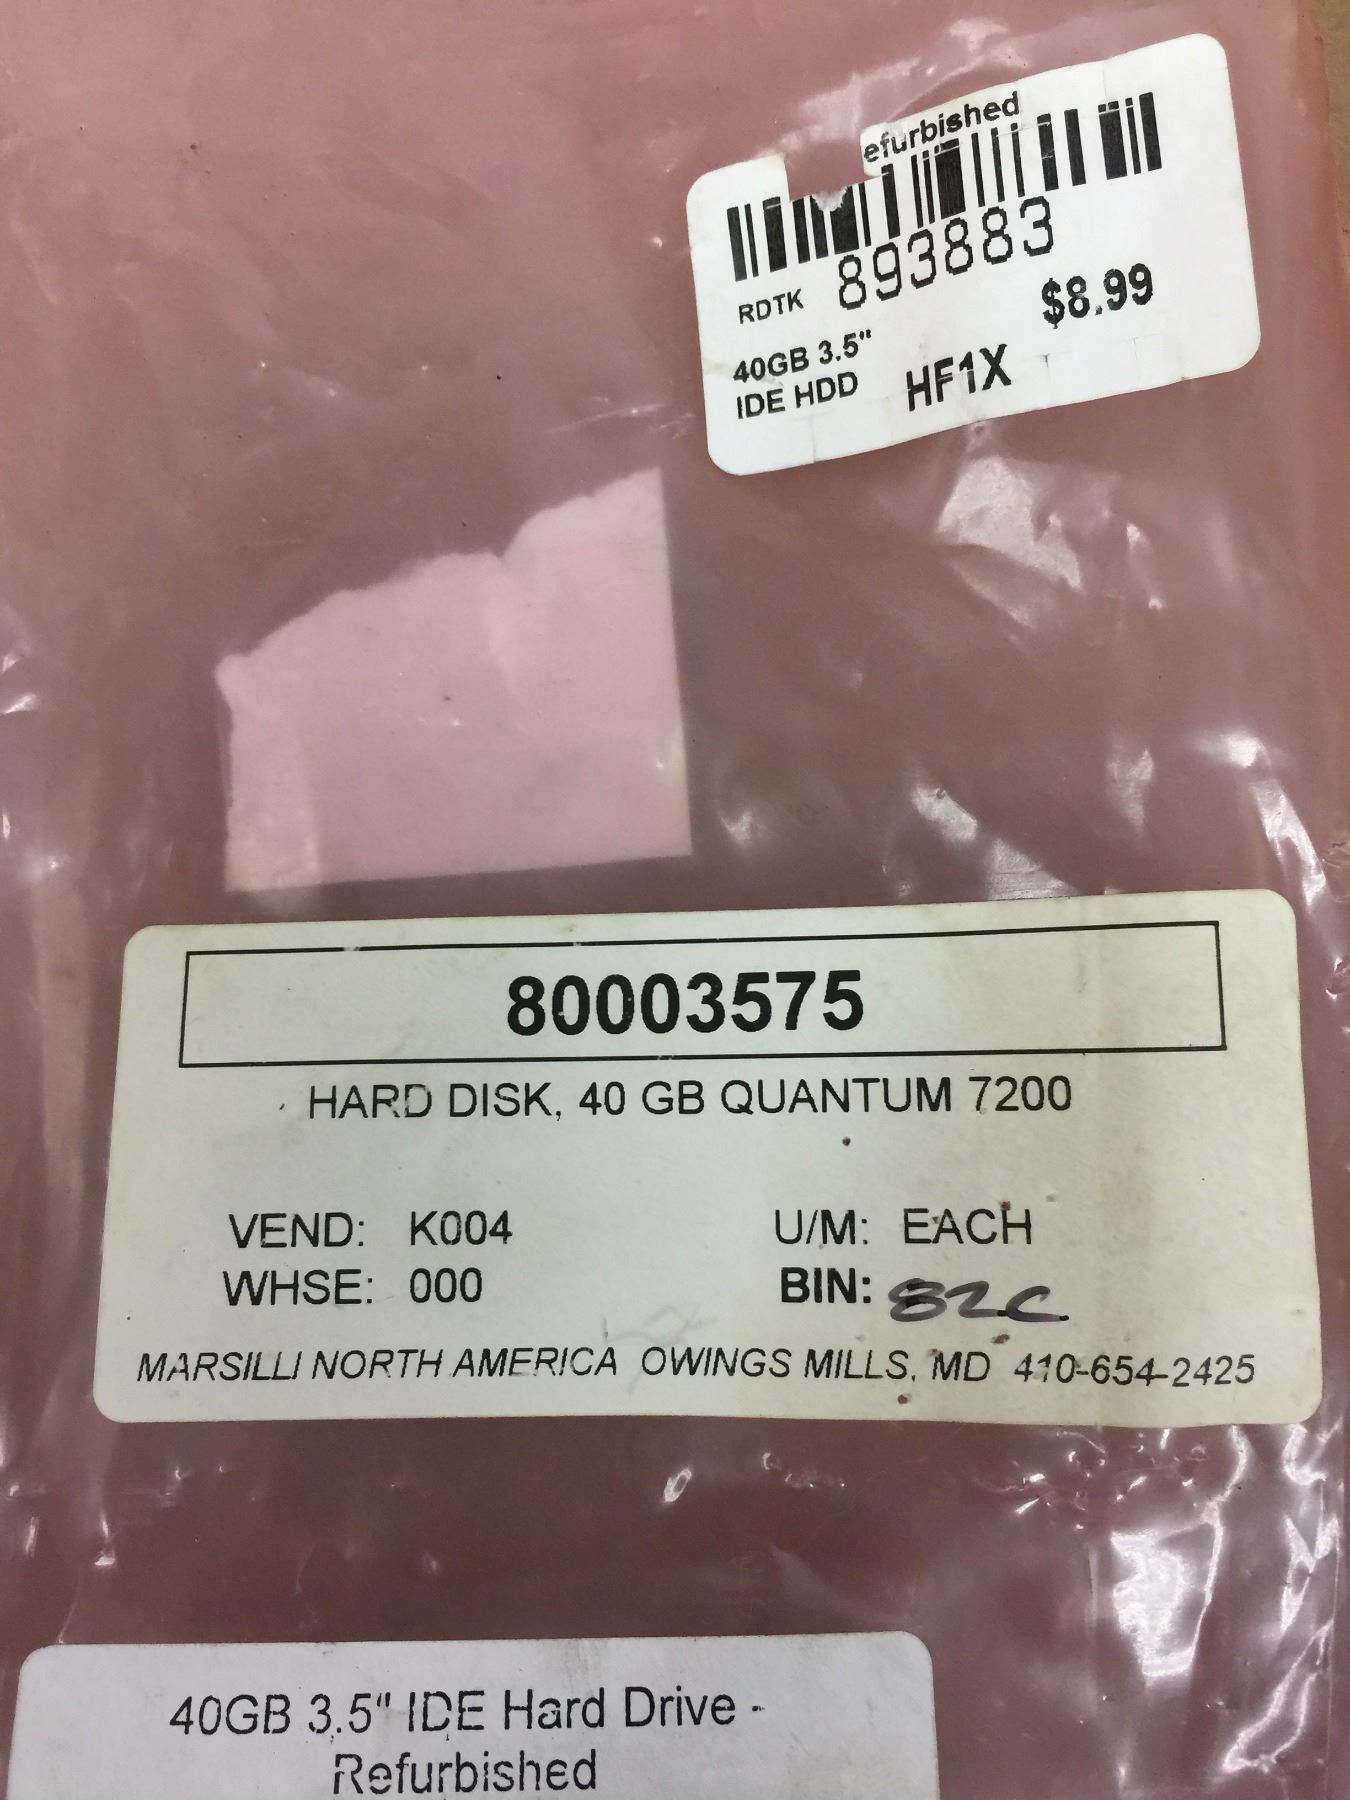 efurbished
893883
RDTK
$8.99
40GB 3.5"
IDE HDD
HF1X
80003575
HARD DISK, 40 GB QUANTUM 7200
VEND: K004 U/M: EACH
WHSE: 000 BIN: 82C
MARSILLI NORTH AMERICA OWINGS MILLS, MD 410-654-2425
40GB 3.5" IDE Hard Drive -
Refurbished